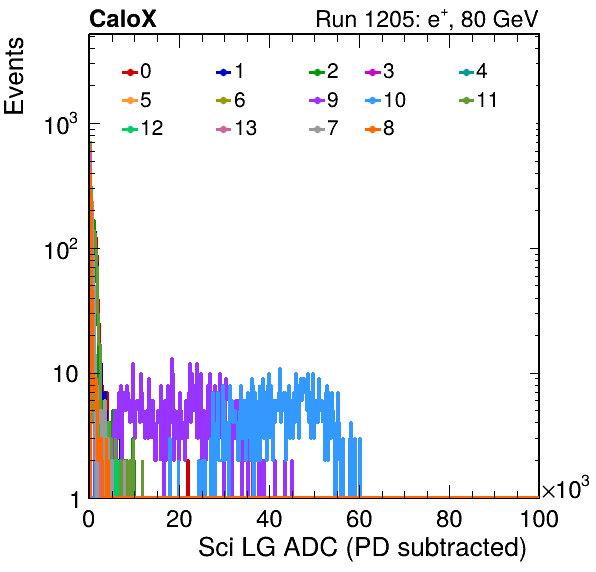 CaloX Run 1205: e⁺, 80 GeV
Events
0 1 2 3 4
5 6 9 10 11
12 13 7 8
10³
10²
10
1
0 20 40 60 80 100
×10³
Sci LG ADC (PD subtracted)